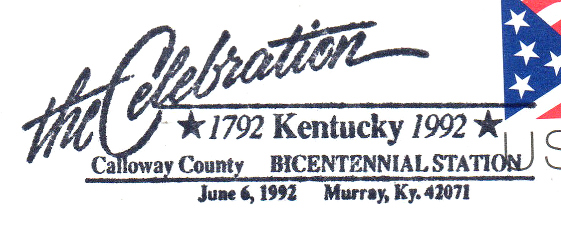 the Celebration
★1792 Kentucky 1992★
Calloway County BICENTENNIAL STATION
June 6, 1992 Murray, Ky. 42071
US